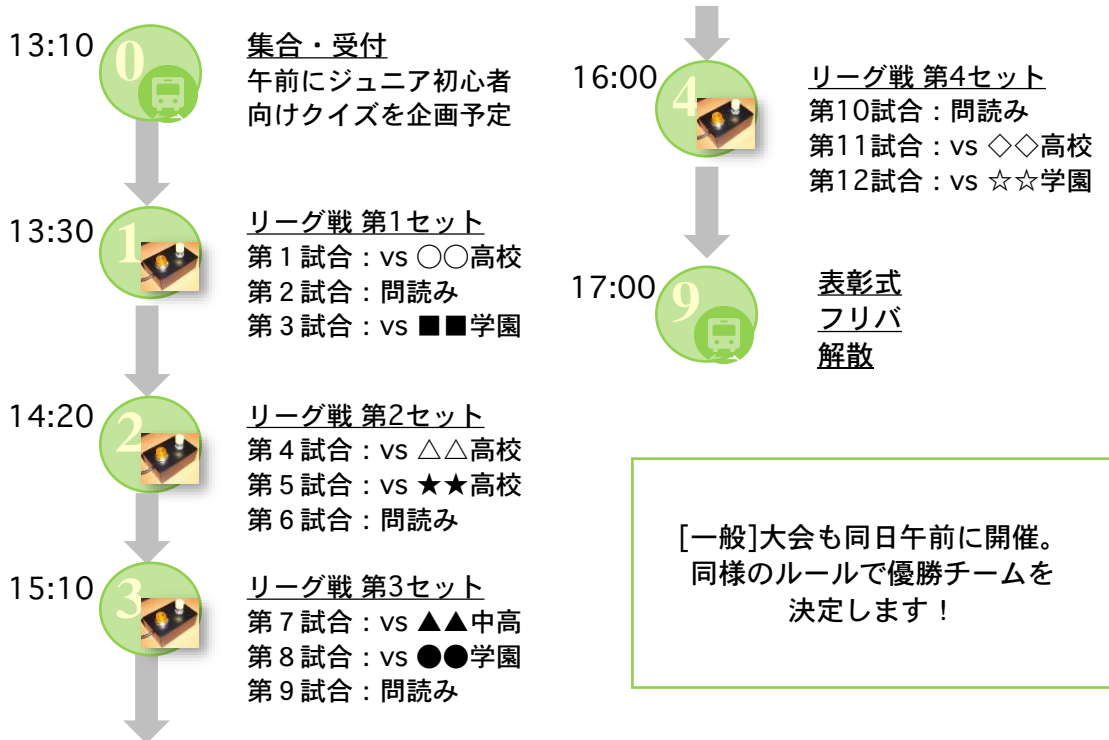 13:10
0
集合・受付
午前にジュニア初心者
向けクイズを企画予定
13:30
1
リーグ戦 第1セット
第１試合：vs ○○高校
第２試合：問読み
第３試合：vs ■■学園
14:20
2
リーグ戦 第2セット
第４試合：vs △△高校
第５試合：vs ★★高校
第６試合：問読み
15:10
3
リーグ戦 第3セット
第７試合：vs ▲▲中高
第８試合：vs ●●学園
第９試合：問読み
16:00
4
リーグ戦 第4セット
第10試合：問読み
第11試合：vs ◇◇高校
第12試合：vs ☆☆学園
17:00
9
表彰式
フリバ
解散
[一般]大会も同日午前に開催。
同様のルールで優勝チームを
決定します！